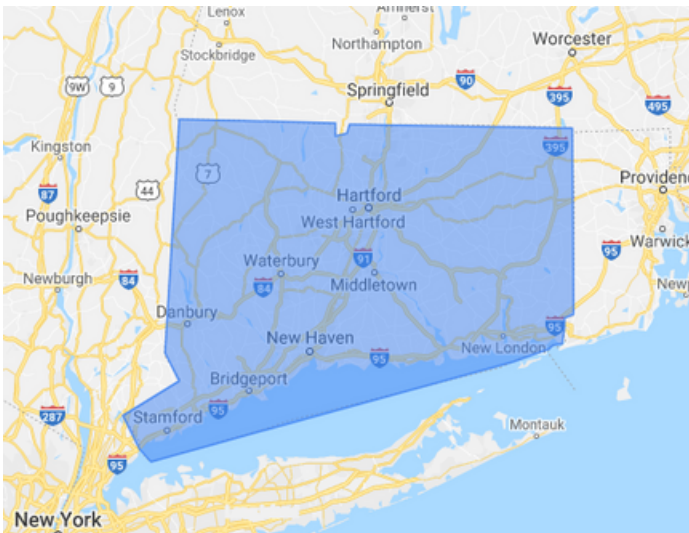 Lenox
Amherst
Stockbridge
Northampton
Worcester
9W
9
90
Springfield
395
495
Kingston
395
7
87
44
Hartford
Providenc
Poughkeepsie
West Hartford
Warwick
91
95
Waterbury
84
84
Middletown
Newburgh
Newp
Danbury
95
New Haven
95
New London
Bridgeport
287
Stamford
95
Montauk
95
New York